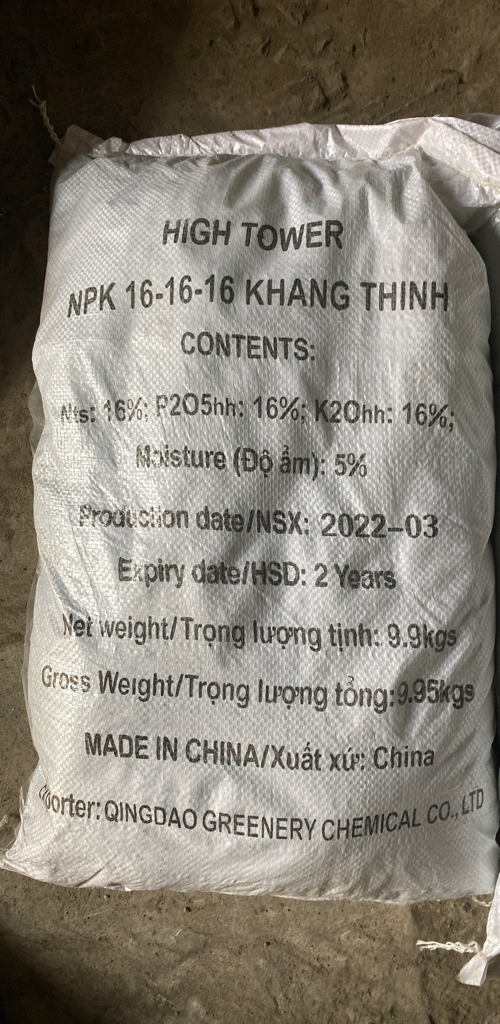 HIGH TOWER
NPK 16-16-16 KHANG THINH
CONTENTS:
Nts: 16%; P2O5hh: 16%; K2Ohh: 16%;
Moisture (Độ ẩm): 5%
Production date/NSX: 2022-03
Expiry date/HSD: 2 Years
Net weight/Trọng lượng tịnh: 9.9kgs
Gross Weight/Trọng lượng tổng:9.95kgs
MADE IN CHINA/Xuất xứ: China
QINGDAO GREENERY CHEMICAL CO., LTD